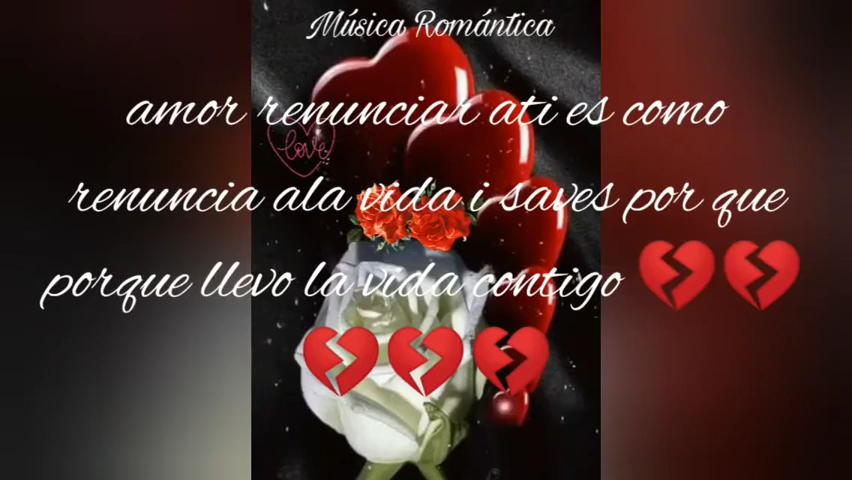 Música Romántica
amor renunciar ati es como
love
renuncia ala vida i saves por que
porque llevo la vida contigo 💔💔
💔💔💔